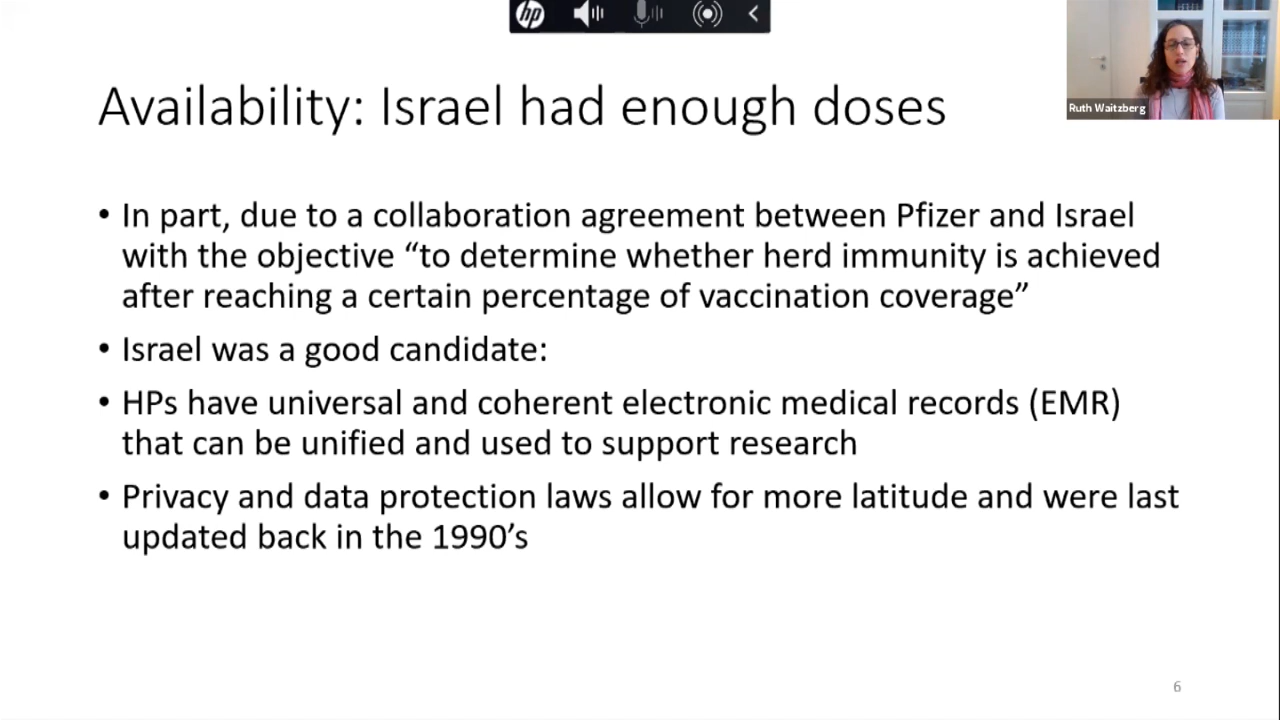 hp
Ruth Waitzberg
Availability: Israel had enough doses
• In part, due to a collaboration agreement between Pfizer and Israel
with the objective “to determine whether herd immunity is achieved
after reaching a certain percentage of vaccination coverage”
• Israel was a good candidate:
• HPs have universal and coherent electronic medical records (EMR)
that can be unified and used to support research
• Privacy and data protection laws allow for more latitude and were last
updated back in the 1990’s
6